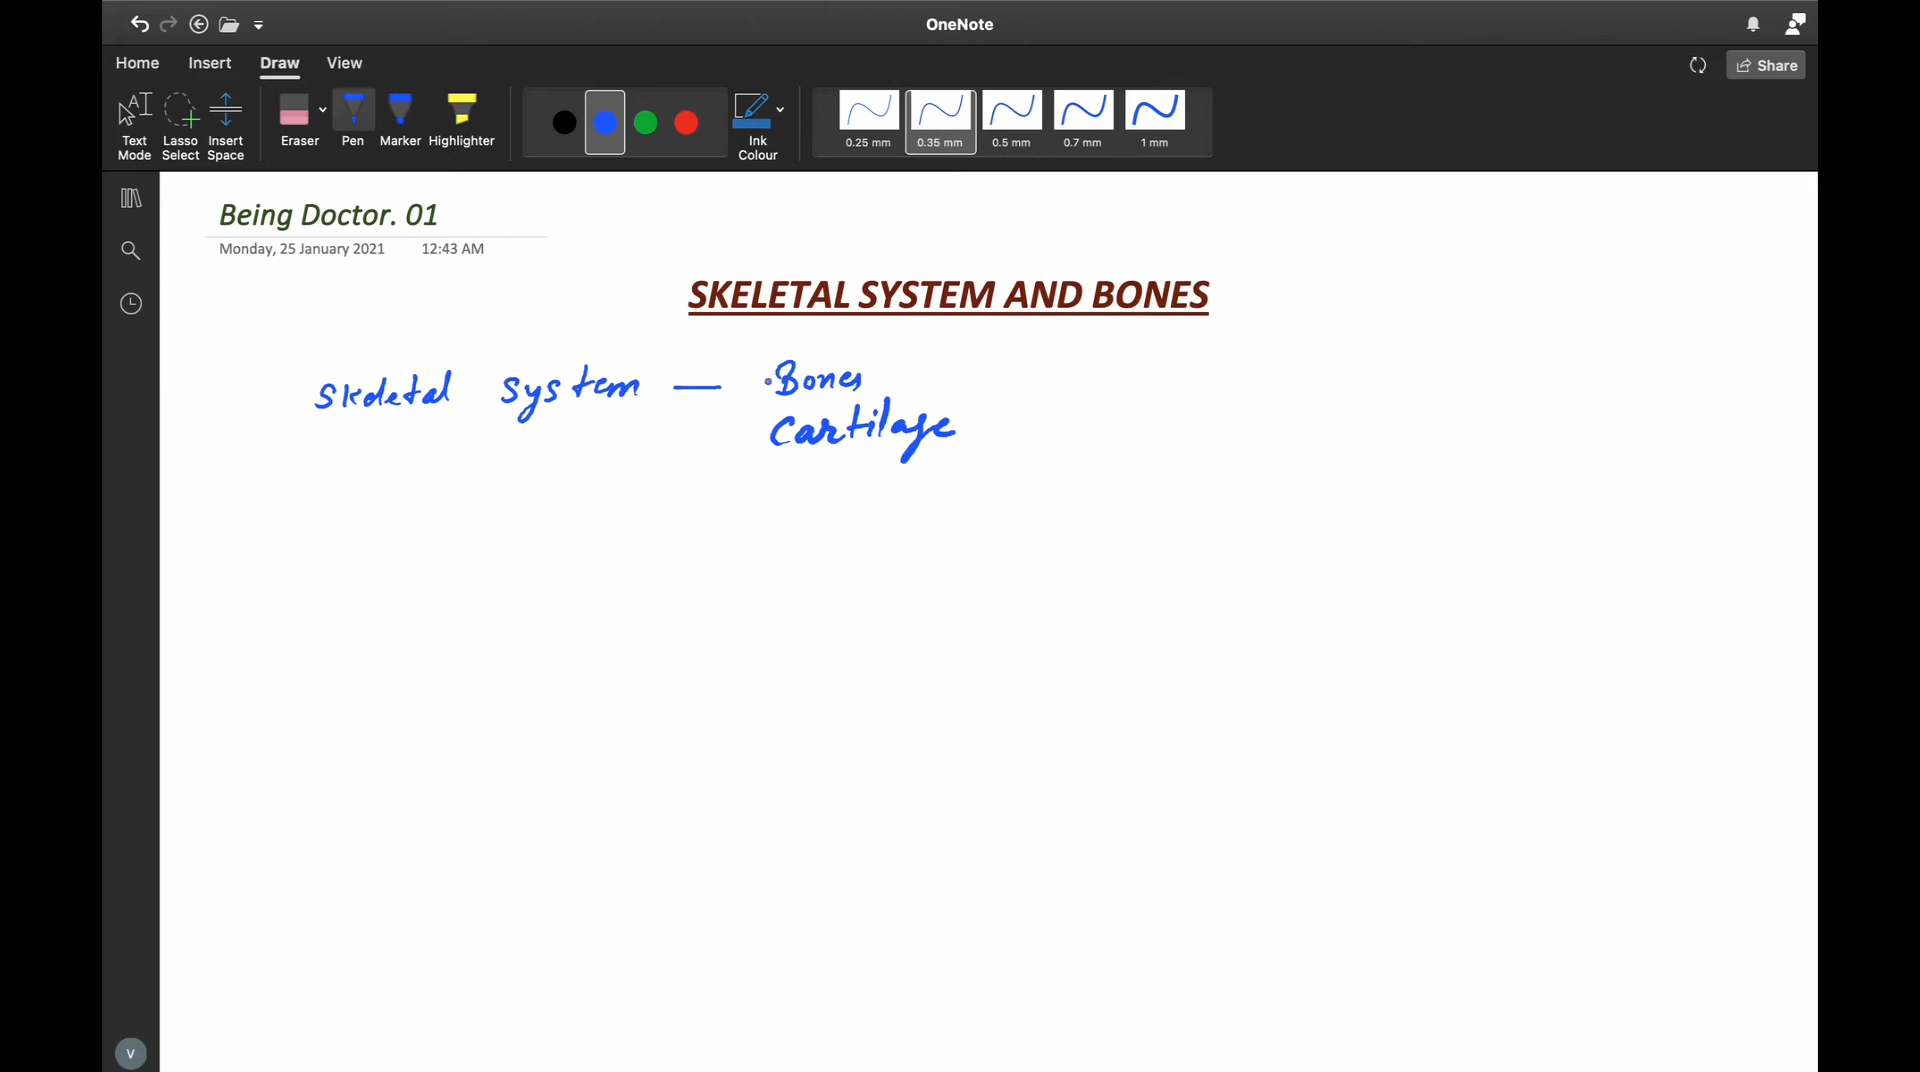 OneNote
Home Insert Draw View
Share
Text Mode
Lasso Select
Insert Space
Eraser
Pen
Marker
Highlighter
Ink Colour
0.25 mm
0.35 mm
0.5 mm
0.7 mm
1 mm
Being Doctor. 01
Monday, 25 January 2021 12:43 AM
SKELETAL SYSTEM AND BONES
Skeletal System — Bones
Cartilage
V